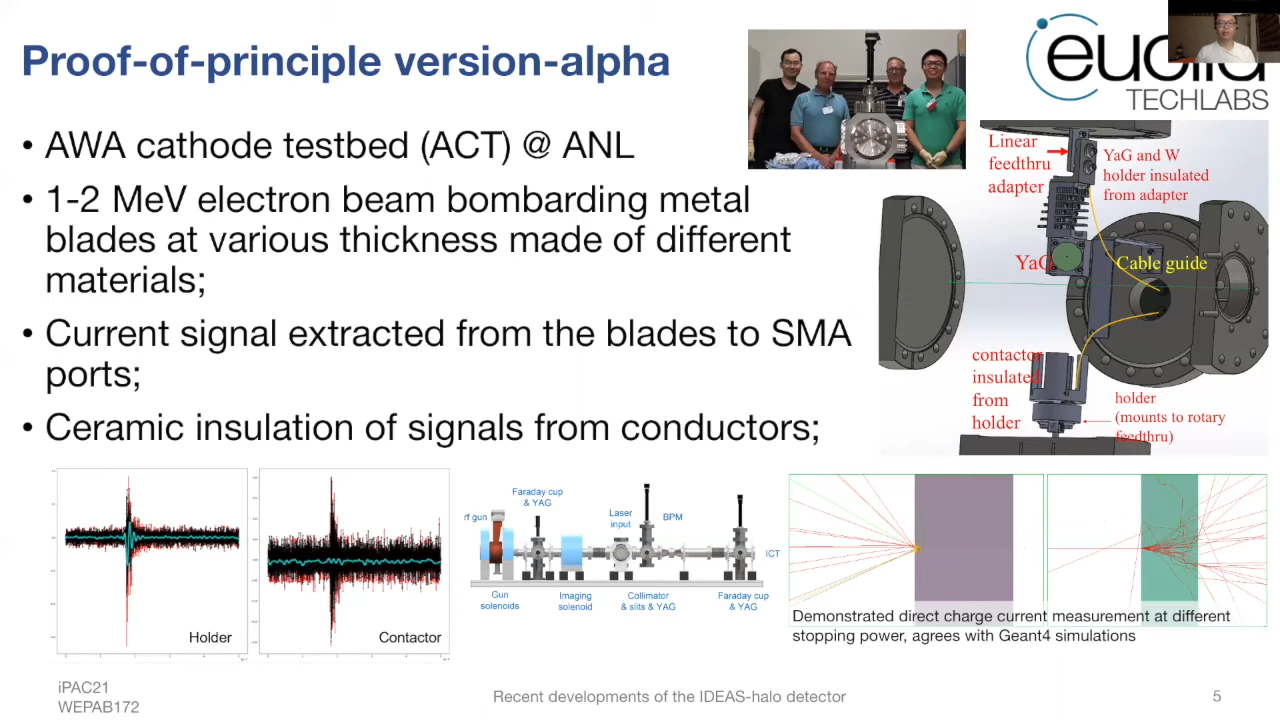 Proof-of-principle version-alpha
TECHLABS
• AWA cathode testbed (ACT) @ ANL
• 1-2 MeV electron beam bombarding metal
blades at various thickness made of different
materials;
• Current signal extracted from the blades to SMA
ports;
• Ceramic insulation of signals from conductors;
Linear
feedthru
adapter
YaG and W
holder insulated
from adapter
YaG
Cable guide
contactor
insulated
from
holder
holder
(mounts to rotary
feedthru)
Holder
Contactor
rf gun
Faraday cup
& YAG
Laser
input
BPM
ICT
Gun
solenoids
Imaging
solenoid
Collimator
& slits & YAG
Faraday cup
& YAG
Demonstrated direct charge current measurement at different
stopping power, agrees with Geant4 simulations
iPAC21
WEPAB172
Recent developments of the IDEAS-halo detector
5